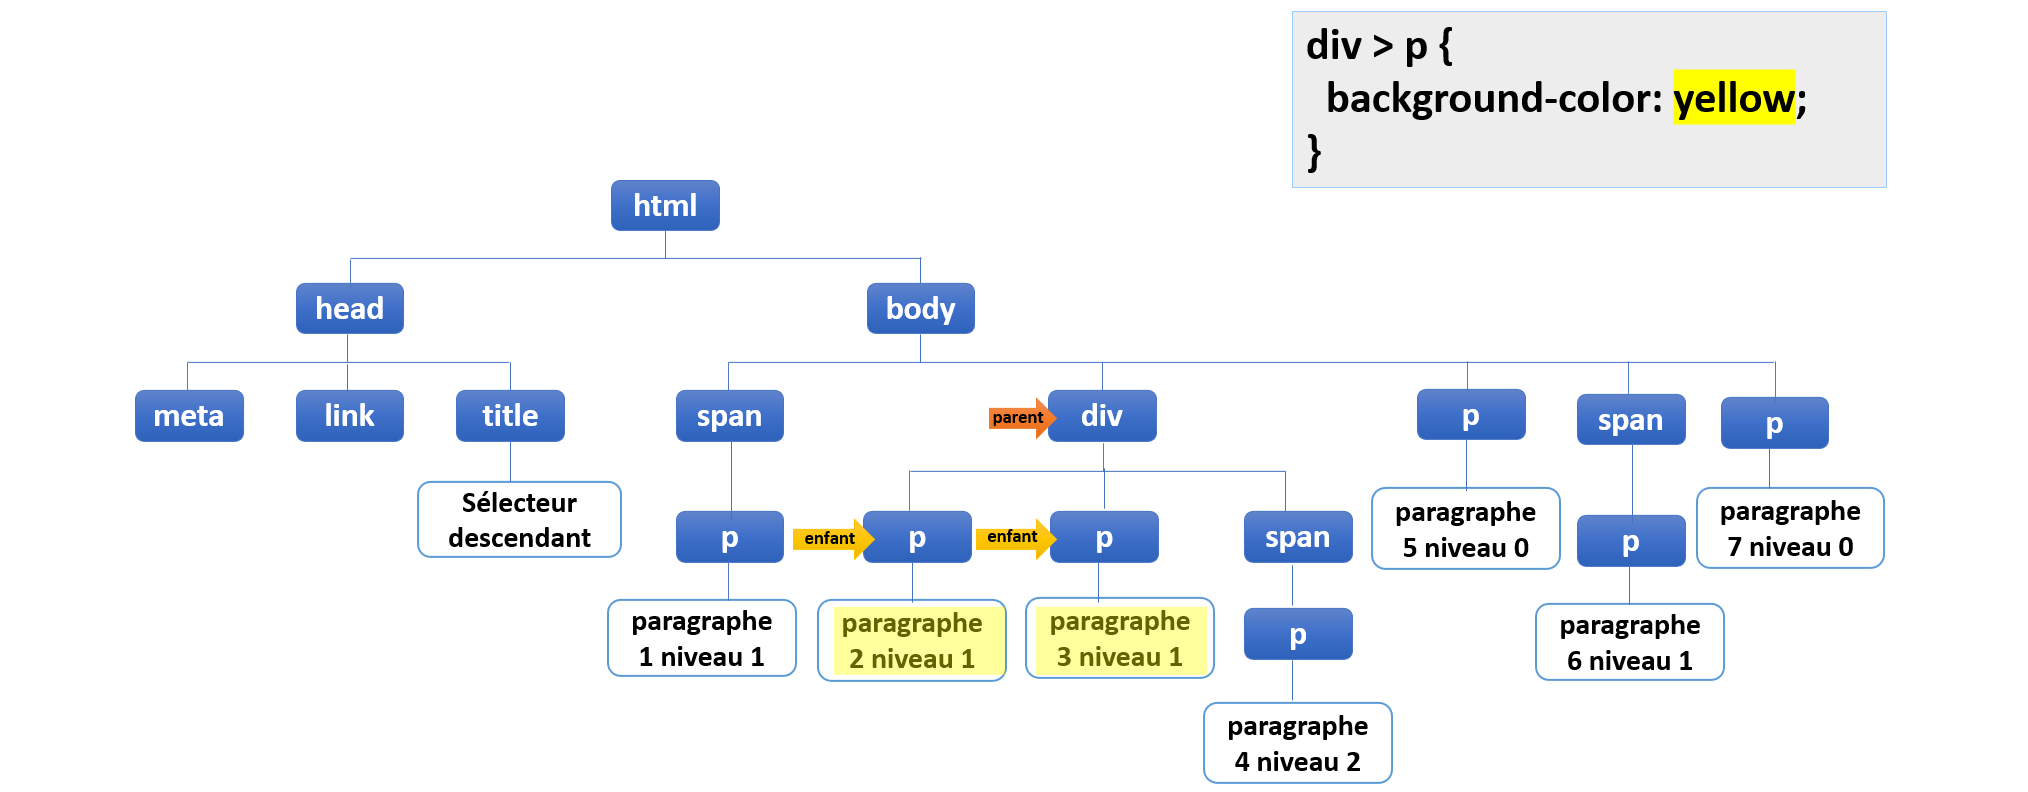 div > p {
background-color: yellow;
}
html
head
body
meta
link
title
span
parent
div
p
span
p
Sélecteur
descendant
p
enfant
p
enfant
p
span
paragraphe
5 niveau 0
p
paragraphe
7 niveau 0
paragraphe
1 niveau 1
paragraphe
2 niveau 1
paragraphe
3 niveau 1
p
paragraphe
6 niveau 1
paragraphe
4 niveau 2